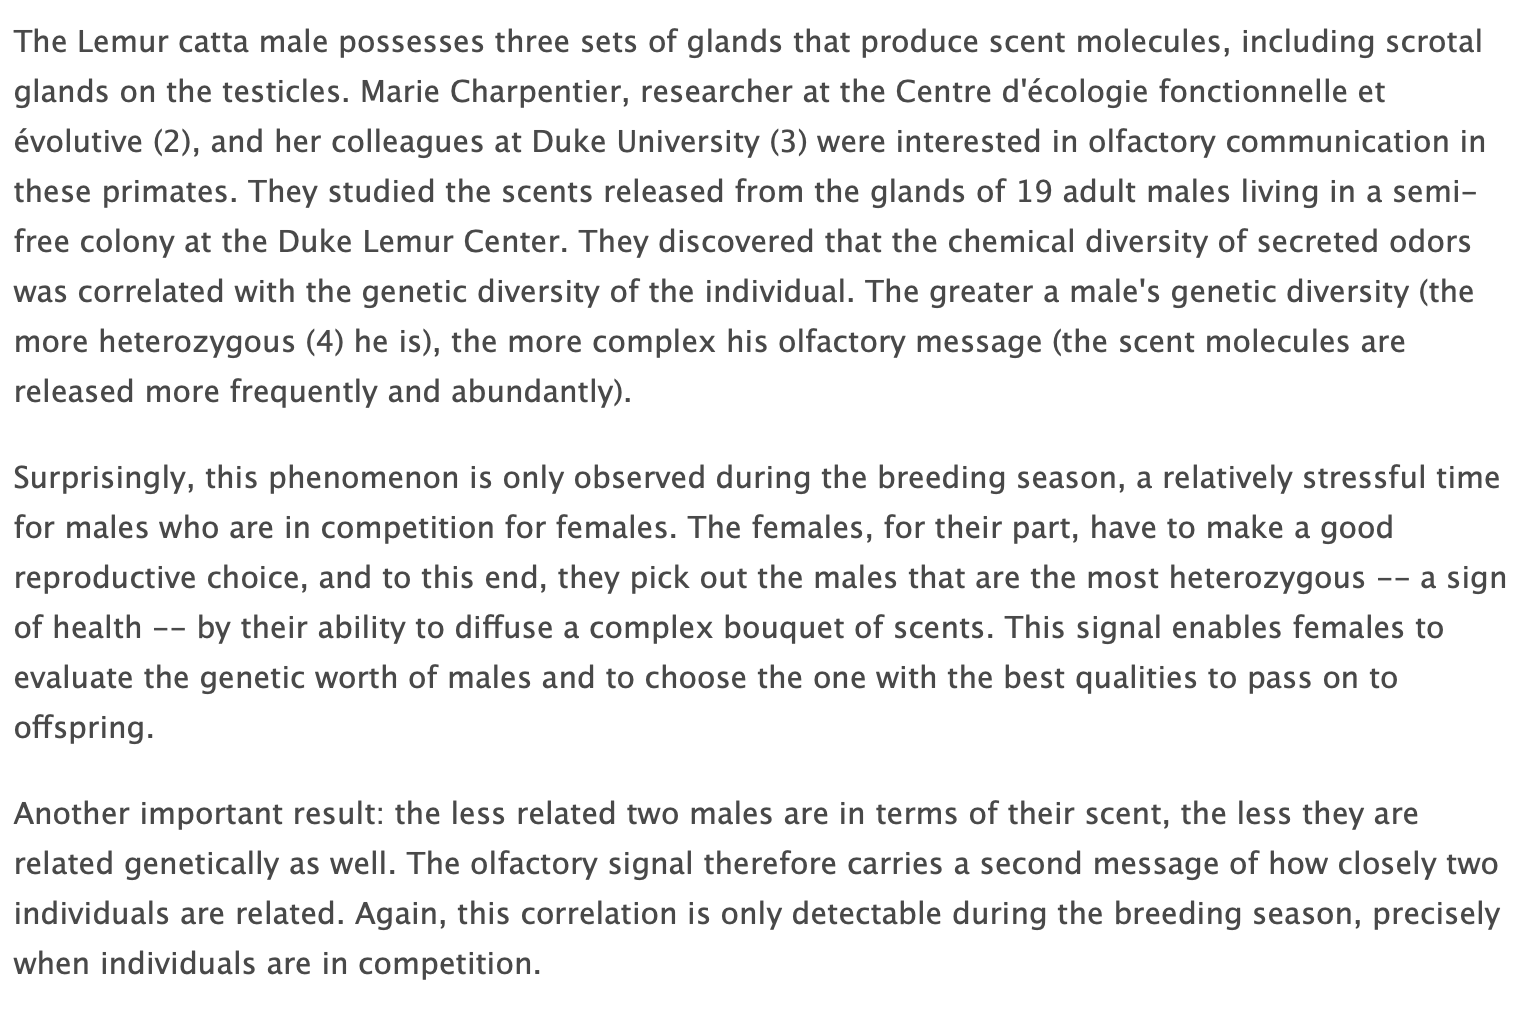 The Lemur catta male possesses three sets of glands that produce scent molecules, including scrotal
glands on the testicles. Marie Charpentier, researcher at the Centre d'écologie fonctionnelle et
évolutive (2), and her colleagues at Duke University (3) were interested in olfactory communication in
these primates. They studied the scents released from the glands of 19 adult males living in a semi-
free colony at the Duke Lemur Center. They discovered that the chemical diversity of secreted odors
was correlated with the genetic diversity of the individual. The greater a male's genetic diversity (the
more heterozygous (4) he is), the more complex his olfactory message (the scent molecules are
released more frequently and abundantly).
Surprisingly, this phenomenon is only observed during the breeding season, a relatively stressful time
for males who are in competition for females. The females, for their part, have to make a good
reproductive choice, and to this end, they pick out the males that are the most heterozygous -- a sign
of health -- by their ability to diffuse a complex bouquet of scents. This signal enables females to
evaluate the genetic worth of males and to choose the one with the best qualities to pass on to
offspring.
Another important result: the less related two males are in terms of their scent, the less they are
related genetically as well. The olfactory signal therefore carries a second message of how closely two
individuals are related. Again, this correlation is only detectable during the breeding season, precisely
when individuals are in competition.